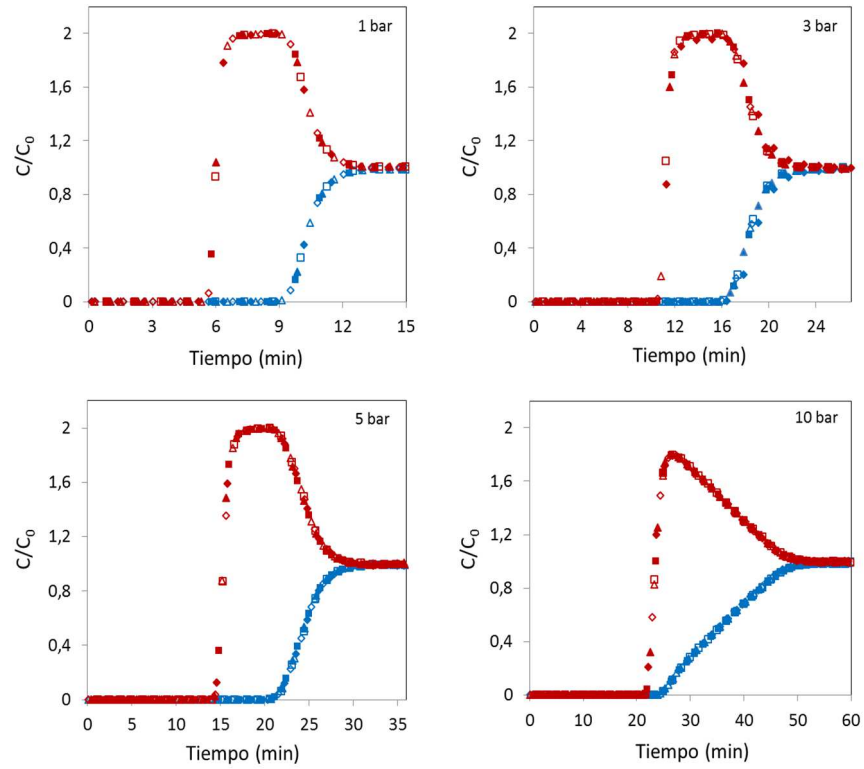 1 bar
C/C₀
2
1,6
1,2
0,8
0,4
0
0 3 6 9 12 15
Tiempo (min)
3 bar
C/C₀
2
1,6
1,2
0,8
0,4
0
0 4 8 12 16 20 24
Tiempo (min)
5 bar
C/C₀
2
1,6
1,2
0,8
0,4
0
0 5 10 15 20 25 30 35
Tiempo (min)
10 bar
C/C₀
2
1,6
1,2
0,8
0,4
0
0 10 20 30 40 50 60
Tiempo (min)